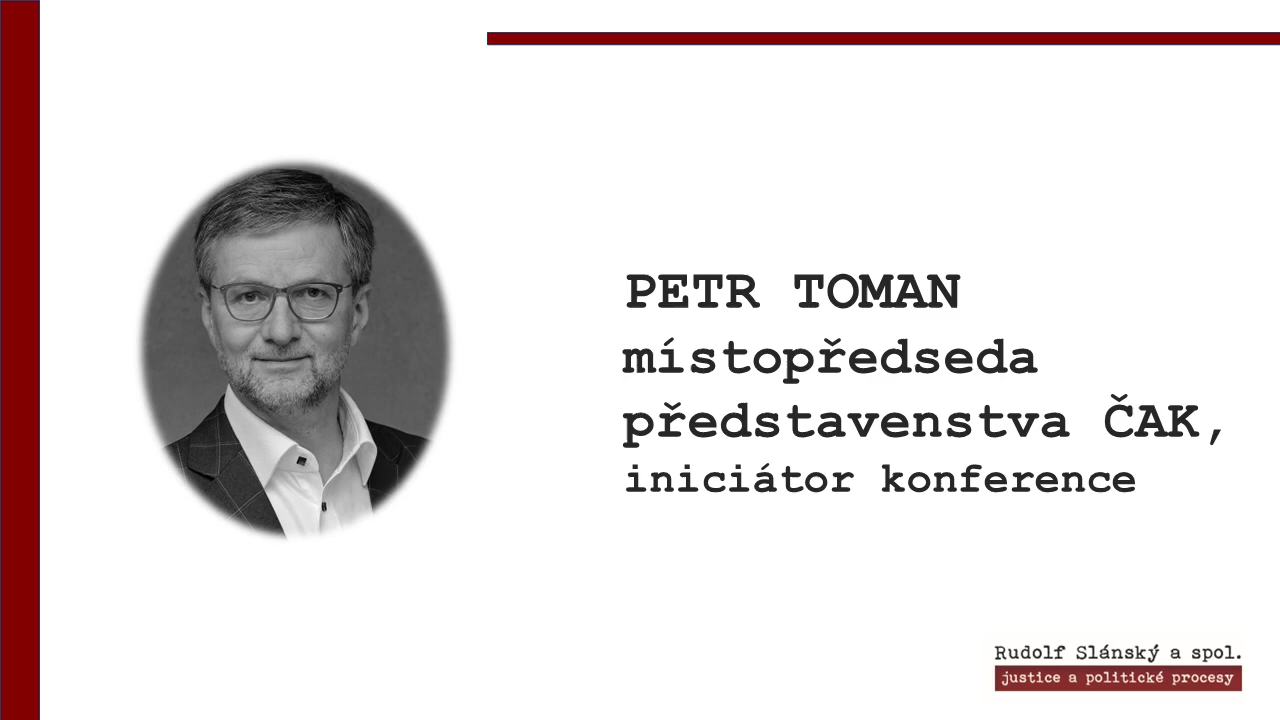 PETR TOMAN
místopředseda
představenstva ČAK,
iniciátor konference
Rudolf Slánský a spol.
justice a politické procesy